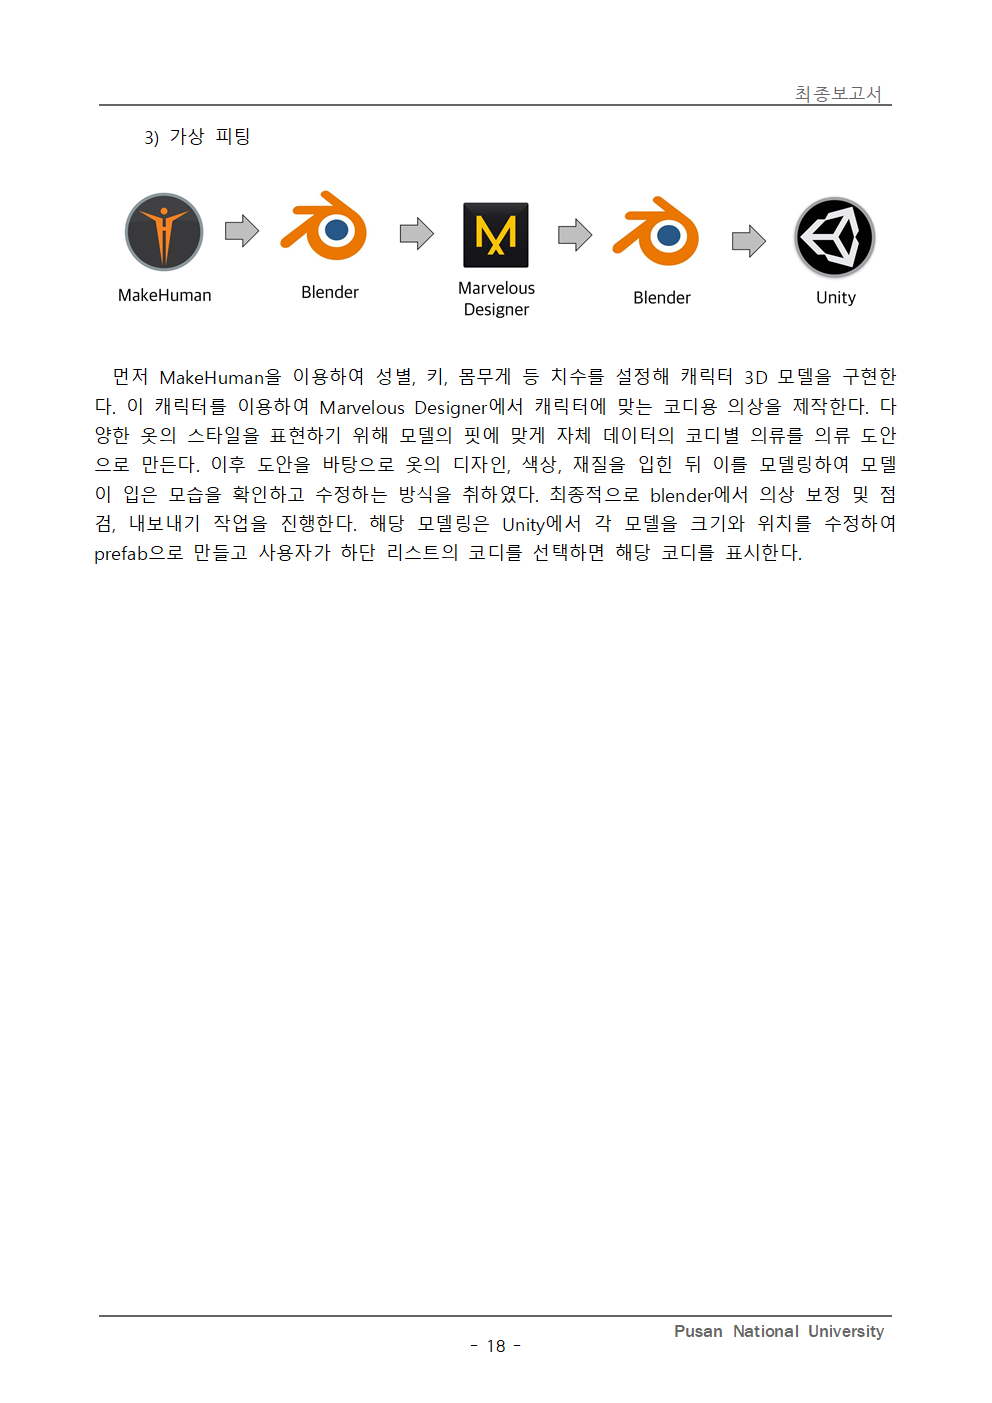 최종보고서
3) 가상 피팅
MakeHuman
Blender
Marvelous
Designer
Blender
Unity
먼저 MakeHuman을 이용하여 성별, 키, 몸무게 등 치수를 설정해 캐릭터 3D 모델을 구현한
다. 이 캐릭터를 이용하여 Marvelous Designer에서 캐릭터에 맞는 코디용 의상을 제작한다. 다
양한 옷의 스타일을 표현하기 위해 모델의 핏에 맞게 자체 데이터의 코디별 의류를 의류 도안
으로 만든다. 이후 도안을 바탕으로 옷의 디자인, 색상, 재질을 입힌 뒤 이를 모델링하여 모델
이 입은 모습을 확인하고 수정하는 방식을 취하였다. 최종적으로 blender에서 의상 보정 및 점
검, 내보내기 작업을 진행한다. 해당 모델링은 Unity에서 각 모델을 크기와 위치를 수정하여
prefab으로 만들고 사용자가 하단 리스트의 코디를 선택하면 해당 코디를 표시한다.
Pusan National University
- 18 -